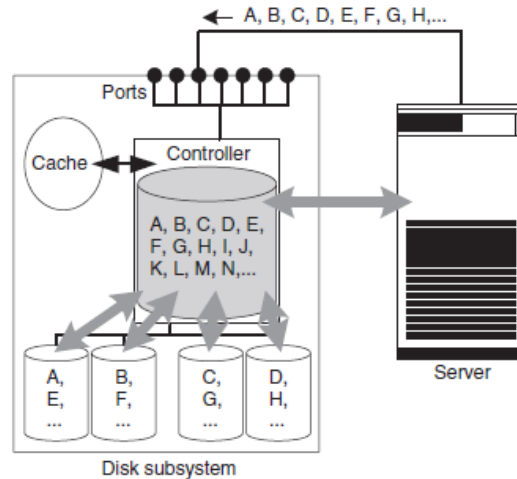 A, B, C, D, E, F, G, H,...
Ports
Controller
Cache
A, B, C, D, E,
F, G, H, I, J,
K, L, M, N,...
A,
E,
...
B,
F,
...
C,
G,
...
D,
H,
...
Server
Disk subsystem